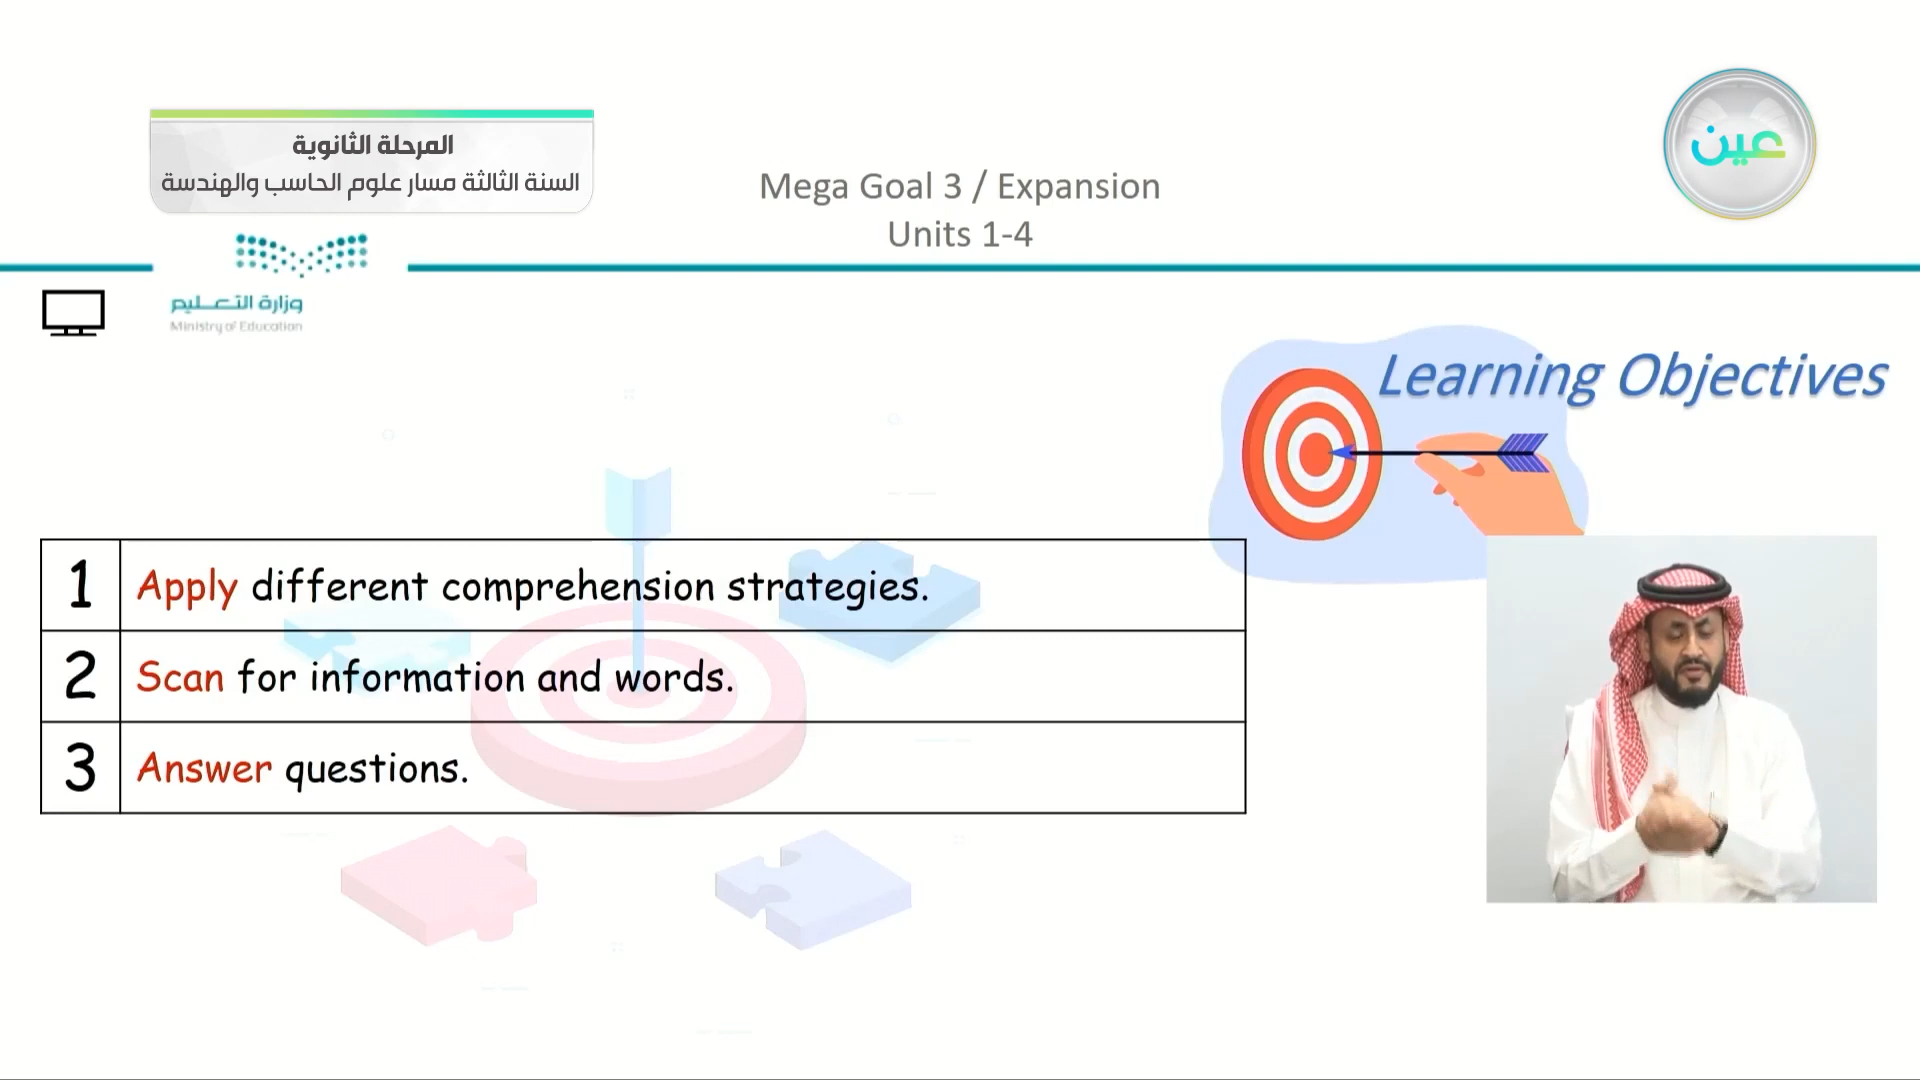 المرحلة الثانوية
السنة الثالثة مسار علوم الحاسب والهندسة
Mega Goal 3 / Expansion
Units 1-4
عين
وزارة التعليم
Ministry of Education
Learning Objectives
1 Apply different comprehension strategies.
2 Scan for information and words.
3 Answer questions.